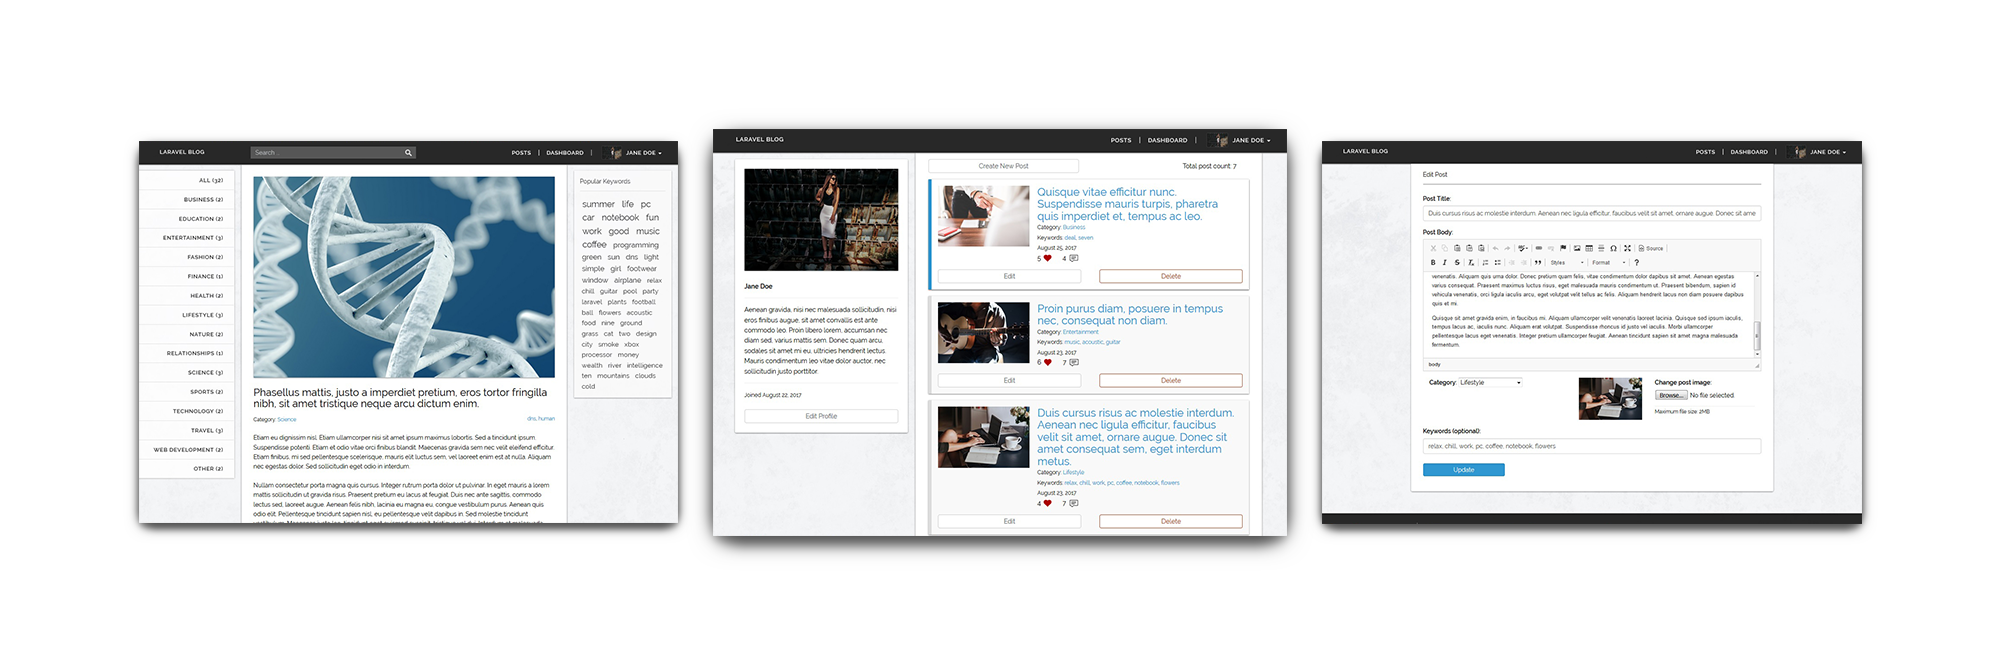 LARAVEL BLOG
Search ...
POSTS | DASHBOARD | JANE DOE
ALL (32)
BUSINESS (2)
EDUCATION (2)
ENTERTAINMENT (3)
FASHION (2)
FINANCE (1)
HEALTH (2)
LIFESTYLE (3)
NATURE (2)
RELATIONSHIPS (1)
SCIENCE (3)
SPORTS (2)
TECHNOLOGY (2)
TRAVEL (3)
WEB DEVELOPMENT (2)
OTHER (2)
Phasellus mattis, justo a imperdiet pretium, eros tortor fringilla
nibh, sit amet tristique neque arcu dictum enim.
Category: Science
dns, human
Etiam eu dignissim nisl. Etiam ullamcorper nisi sit amet ipsum maximus lobortis. Sed a tincidunt ipsum.
Suspendisse potenti. Etiam et odio vitae orci finibus blandit. Maecenas gravida sem nec velit eleifend efficitur.
Etiam finibus, mi sed pellentesque scelerisque, mauris elit luctus sem, vel laoreet enim est at nulla. Aliquam
nec egestas dolor. Sed sollicitudin eget odio in interdum.
Nullam consectetur porta magna quis cursus. Integer rutrum porta dolor ut pulvinar. In eget mauris a lorem
mattis sollicitudin ut gravida risus. Praesent pretium eu lacus at feugiat. Duis nec ante sagittis, commodo
lectus sed, laoreet augue. Aenean felis nibh, lacinia eu magna eu, congue vestibulum purus. Aenean quis
odio elit. Pellentesque tincidunt sapien nisl, eu pellentesque velit dapibus in. Sed molestie tincidunt
Popular Keywords
summer life pc
car notebook fun
work good music
coffee programming
green sun dns light
simple girl footwear
window airplane relax
chill guitar pool party
laravel plants football
ball flowers acoustic
food nine ground
grass cat two design
city smoke xbox
processor money
wealth river intelligence
ten mountains clouds
cold
LARAVEL BLOG
POSTS | DASHBOARD | JANE DOE
Jane Doe
Aenean gravida, nisi nec malesuada sollicitudin, nisi
eros finibus augue, sit amet convallis est ante
commodo leo. Proin libero lorem, accumsan nec
diam sed, varius mattis sem. Donec quam arcu,
sodales sit amet mi eu, ultricies hendrerit lectus.
Mauris condimentum leo vitae dolor auctor, nec
sollicitudin justo porttitor.
Joined August 22, 2017
Edit Profile
Create New Post
Total post count: 7
Quisque vitae efficitur nunc.
Suspendisse mauris turpis, pharetra
quis imperdiet et, tempus ac leo.
Category: Business
Keywords: deal, seven
August 25, 2017
5 4
Edit
Delete
Proin purus diam, posuere in tempus
nec, consequat non diam.
Category: Entertainment
Keywords: music, acoustic, guitar
August 23, 2017
6 7
Edit
Delete
Duis cursus risus ac molestie interdum.
Aenean nec ligula efficitur, faucibus
velit sit amet, ornare augue. Donec sit
amet consequat sem, eget interdum
metus.
Category: Lifestyle
Keywords: relax, chill, work, pc, coffee, notebook, flowers
August 23, 2017
4 7
Edit
Delete
LARAVEL BLOG
POSTS | DASHBOARD | JANE DOE
Edit Post
Post Title:
Duis cursus risus ac molestie interdum. Aenean nec ligula efficitur, faucibus velit sit amet, ornare augue. Donec sit ame
Post Body:
Source
B I S Styles Format ?
venenatis. Aliquam quis urna dolor. Donec pretium quam felis, vitae condimentum dolor dapibus sit amet. Aenean egestas
varius consequat. Praesent maximus luctus risus, eget malesuada mauris condimentum ut. Praesent bibendum, sapien id
vehicula venenatis, orci ligula iaculis arcu, eget volutpat velit tellus ac felis. Aliquam hendrerit lacus non diam posuere dapibus
quis et mi.
Quisque sit amet gravida enim, in faucibus mi. Aliquam ullamcorper velit venenatis laoreet lacinia. Quisque sed ipsum iaculis,
tempus lacus ac, iaculis nunc. Aliquam erat volutpat. Suspendisse rhoncus id justo vel iaculis. Morbi ullamcorper
pellentesque lacus eget venenatis. Integer pretium ullamcorper feugiat. Aenean tincidunt sapien sit amet magna malesuada
fermentum.
body
Category: Lifestyle
Change post image:
Browse... No file selected.
Maximum file size: 2MB
Keywords (optional):
relax, chill, work, pc, coffee, notebook, flowers
Update